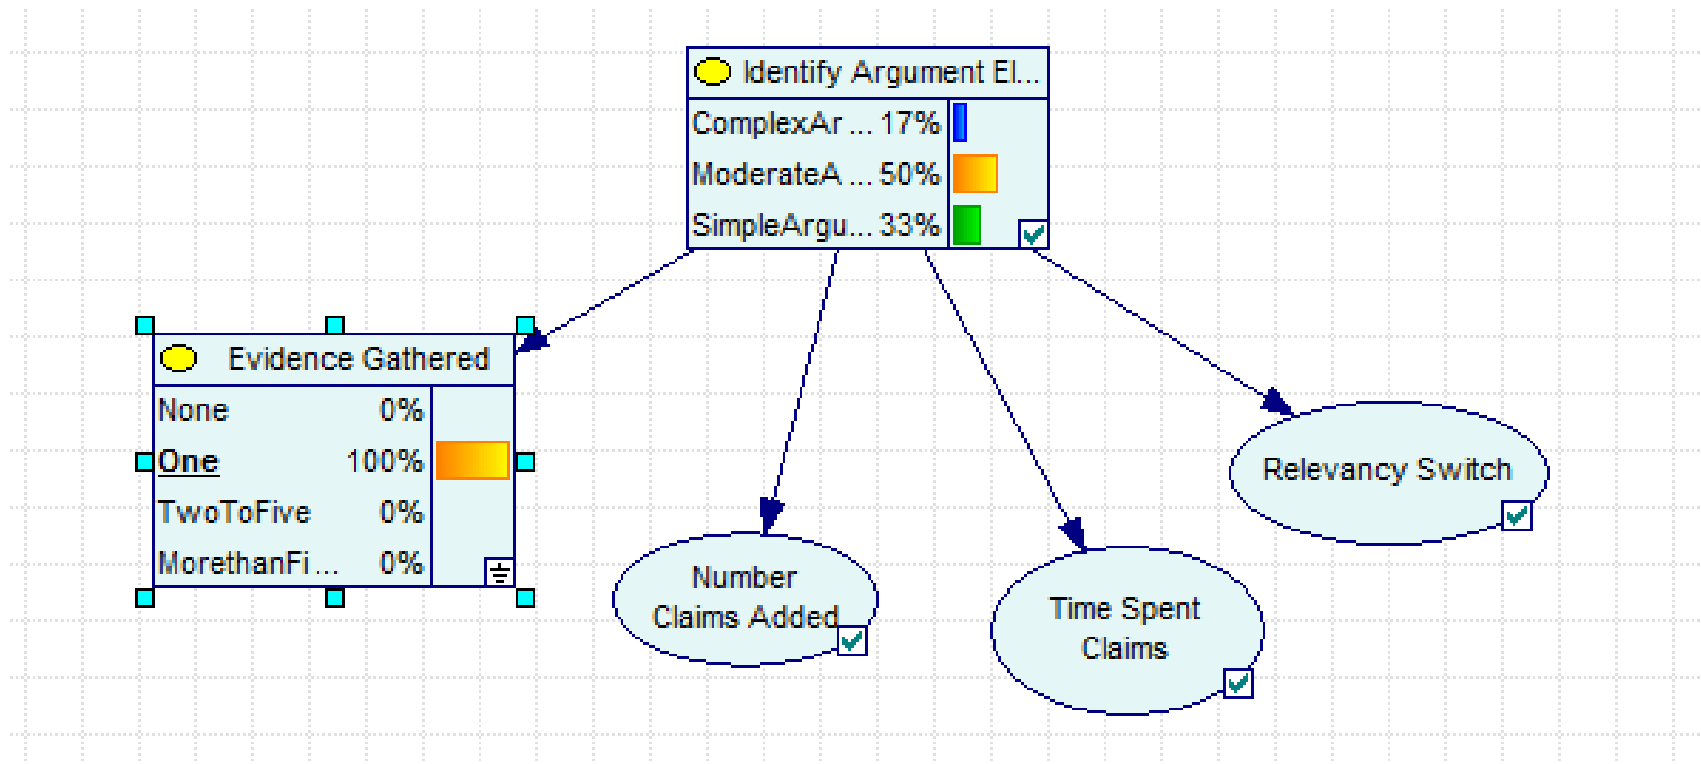 Identify Argument El...
ComplexAr ... 17%
ModerateA ... 50%
SimpleArgu... 33%
Evidence Gathered
None 0%
One 100%
TwoToFive 0%
MorethanFi ... 0%
Number
Claims Added
Time Spent
Claims
Relevancy Switch